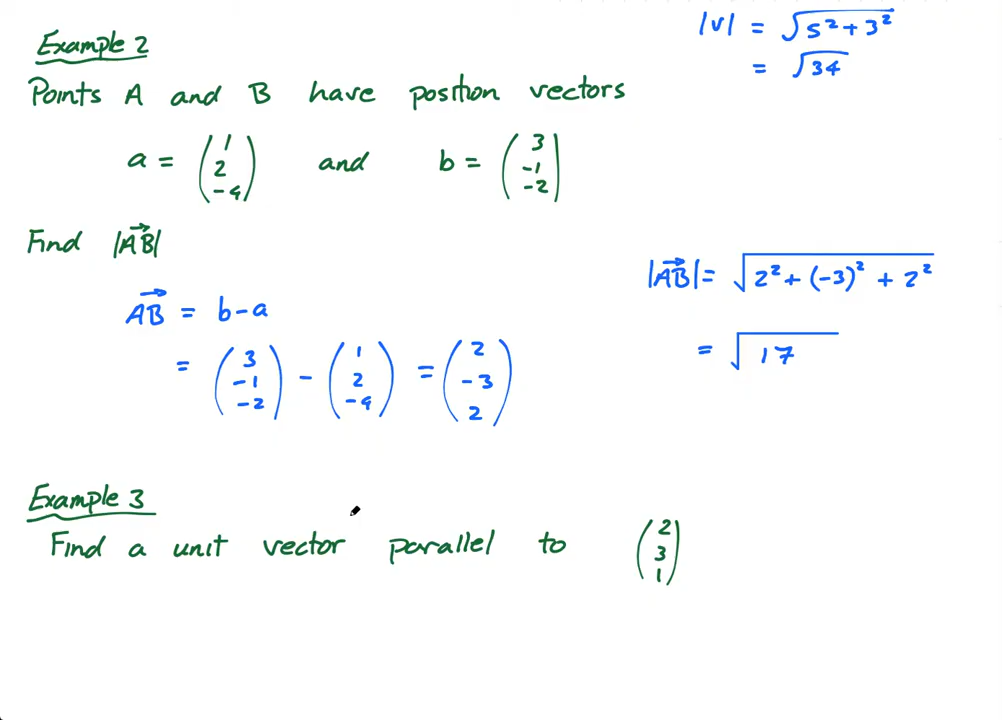 |v| = √5² + 3²
= √34
Example 2
Points A and B have position vectors
a = (1 2 -4) and b = (3 -1 -2)
Find |AB|
AB = b - a
= (3 -1 -2) - (1 2 -4) = (2 -3 2)
|AB| = √2² + (-3)² + 2²
= √17
Example 3
Find a unit vector parallel to (2 3 1)